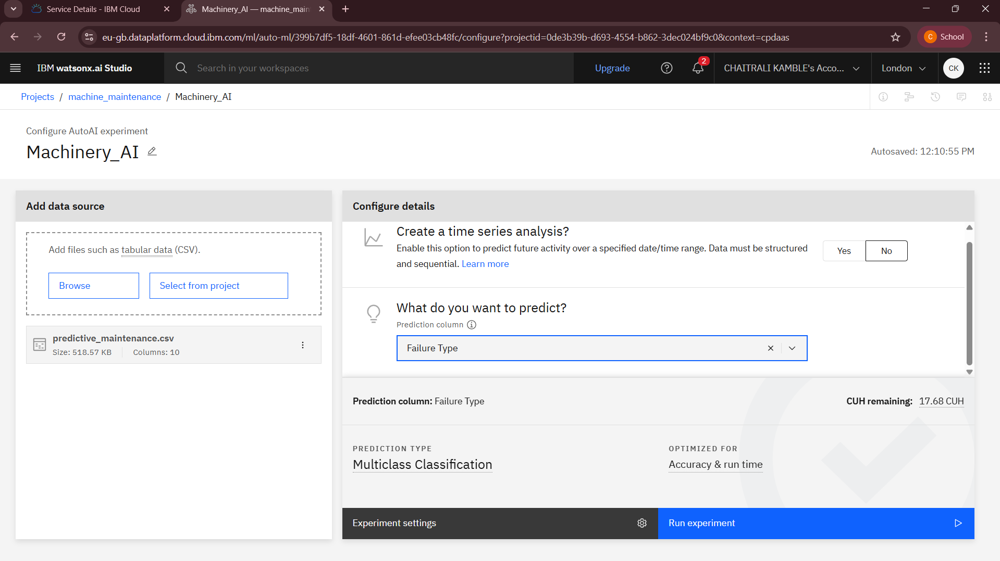 Service Details - IBM Cloud
Machinery_AI — machine_main
eu-gb.dataplatform.cloud.ibm.com/ml/auto-ml/399b7df5-18df-4601-861d-efee03cb48fc/configure?projectid=0de3b39b-d693-4554-b862-3dec024bf9c0&context=cpdaas
C School
IBM watsonx.ai Studio
Search in your workspaces
Upgrade
2
CHAITRALI KAMBLE's Acco...
London
CK
Projects / machine_maintenance / Machinery_AI
Configure AutoAI experiment
Machinery_AI
Autosaved: 12:10:55 PM
Add data source
Add files such as tabular data (CSV).
Browse
Select from project
predictive_maintenance.csv
Size: 518.57 KB
Columns: 10
Configure details
Create a time series analysis?
Enable this option to predict future activity over a specified date/time range. Data must be structured
and sequential. Learn more
Yes
No
What do you want to predict?
Prediction column
Failure Type
Prediction column: Failure Type
CUH remaining: 17.68 CUH
PREDICTION TYPE
Multiclass Classification
OPTIMIZED FOR
Accuracy & run time
Experiment settings
Run experiment